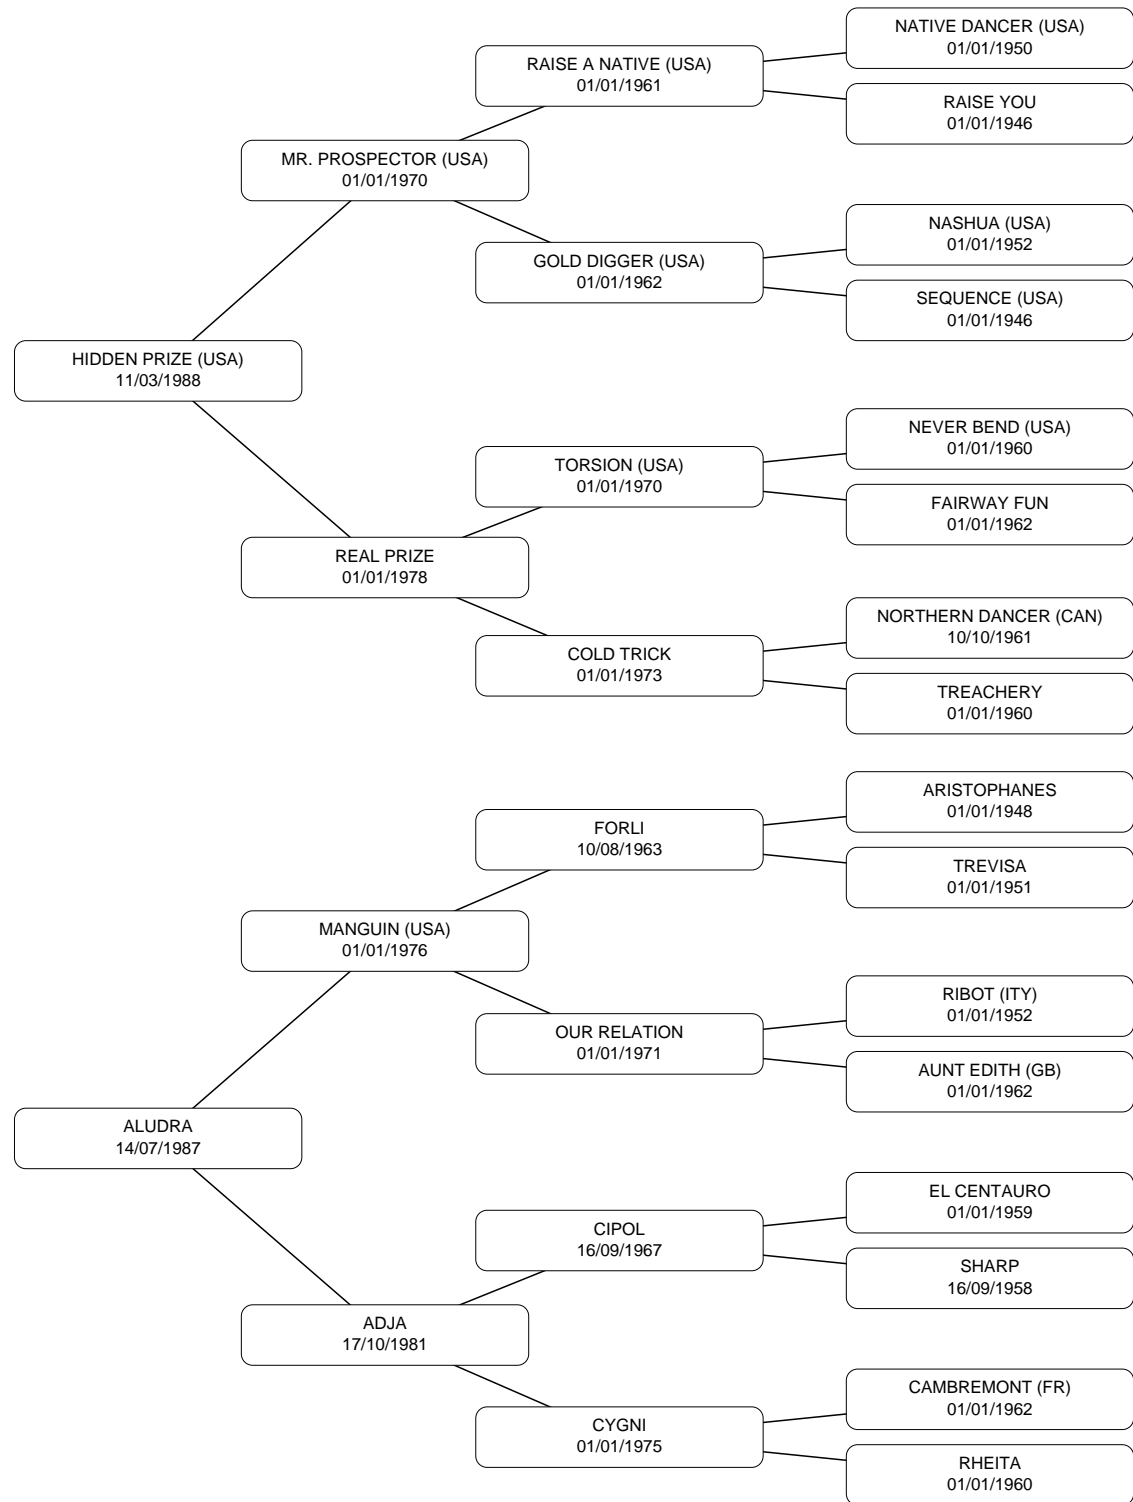 NATIVE DANCER (USA)
01/01/1950
RAISE A NATIVE (USA)
01/01/1961
RAISE YOU
01/01/1946
MR. PROSPECTOR (USA)
01/01/1970
NASHUA (USA)
01/01/1952
GOLD DIGGER (USA)
01/01/1962
SEQUENCE (USA)
01/01/1946
HIDDEN PRIZE (USA)
11/03/1988
NEVER BEND (USA)
01/01/1960
TORSION (USA)
01/01/1970
FAIRWAY FUN
01/01/1962
REAL PRIZE
01/01/1978
NORTHERN DANCER (CAN)
10/10/1961
COLD TRICK
01/01/1973
TREACHERY
01/01/1960
ARISTOPHANES
01/01/1948
FORLI
10/08/1963
TREVISA
01/01/1951
MANGUIN (USA)
01/01/1976
RIBOT (ITY)
01/01/1952
OUR RELATION
01/01/1971
AUNT EDITH (GB)
01/01/1962
ALUDRA
14/07/1987
EL CENTAURO
01/01/1959
CIPOL
16/09/1967
SHARP
16/09/1958
ADJA
17/10/1981
CAMBREMONT (FR)
01/01/1962
CYGNI
01/01/1975
RHEITA
01/01/1960